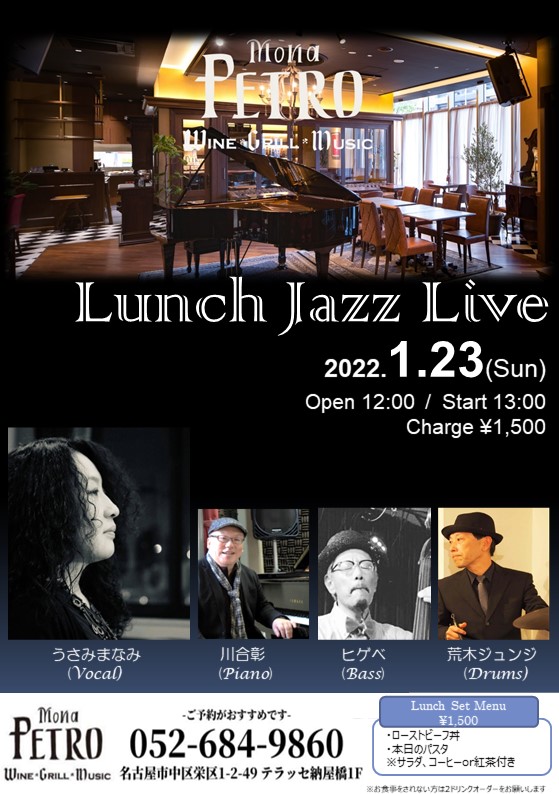 Mona
PETRO
WINE*GRILL*MUSIC
Lunch Jazz Live
2022.1.23(Sun)
Open 12:00 / Start 13:00
Charge ¥1,500
うさみまなみ
(Vocal)
川合彰
(Piano)
ヒゲベ
(Bass)
荒木ジュンジ
(Drums)
Mona
PETRO
WINE*GRILL*MUSIC
-ご予約がおすすめです-
052-684-9860
名古屋市中区栄区1-2-49 テラッセ納屋橋1F
Lunch Set Menu
¥1,500
・ローストビーフ丼
・本日のパスタ
※サラダ、コーヒーor紅茶付き
※お食事をされない方は2ドリンクオーダーをお願いします